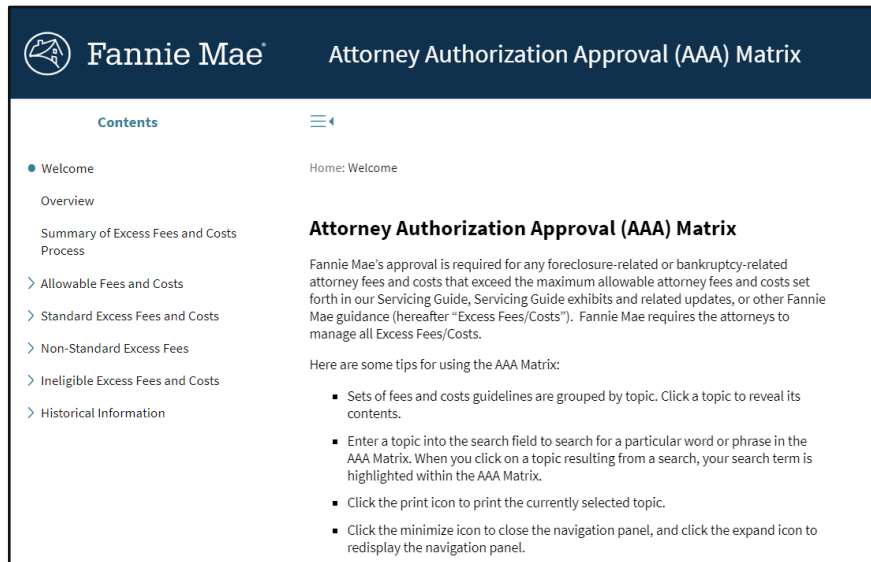 Fannie Mae®
Attorney Authorization Approval (AAA) Matrix
Contents
Welcome
Overview
Summary of Excess Fees and Costs
Process
Allowable Fees and Costs
Standard Excess Fees and Costs
Non-Standard Excess Fees
Ineligible Excess Fees and Costs
Historical Information
Home: Welcome
Attorney Authorization Approval (AAA) Matrix
Fannie Mae’s approval is required for any foreclosure-related or bankruptcy-related
attorney fees and costs that exceed the maximum allowable attorney fees and costs set
forth in our Servicing Guide, Servicing Guide exhibits and related updates, or other Fannie
Mae guidance (hereafter “Excess Fees/Costs”).  Fannie Mae requires the attorneys to
manage all Excess Fees/Costs.
Here are some tips for using the AAA Matrix:
▪ Sets of fees and costs guidelines are grouped by topic. Click a topic to reveal its
contents.
▪ Enter a topic into the search field to search for a particular word or phrase in the
AAA Matrix. When you click on a topic resulting from a search, your search term is
highlighted within the AAA Matrix.
▪ Click the print icon to print the currently selected topic.
▪ Click the minimize icon to close the navigation panel, and click the expand icon to
redisplay the navigation panel.